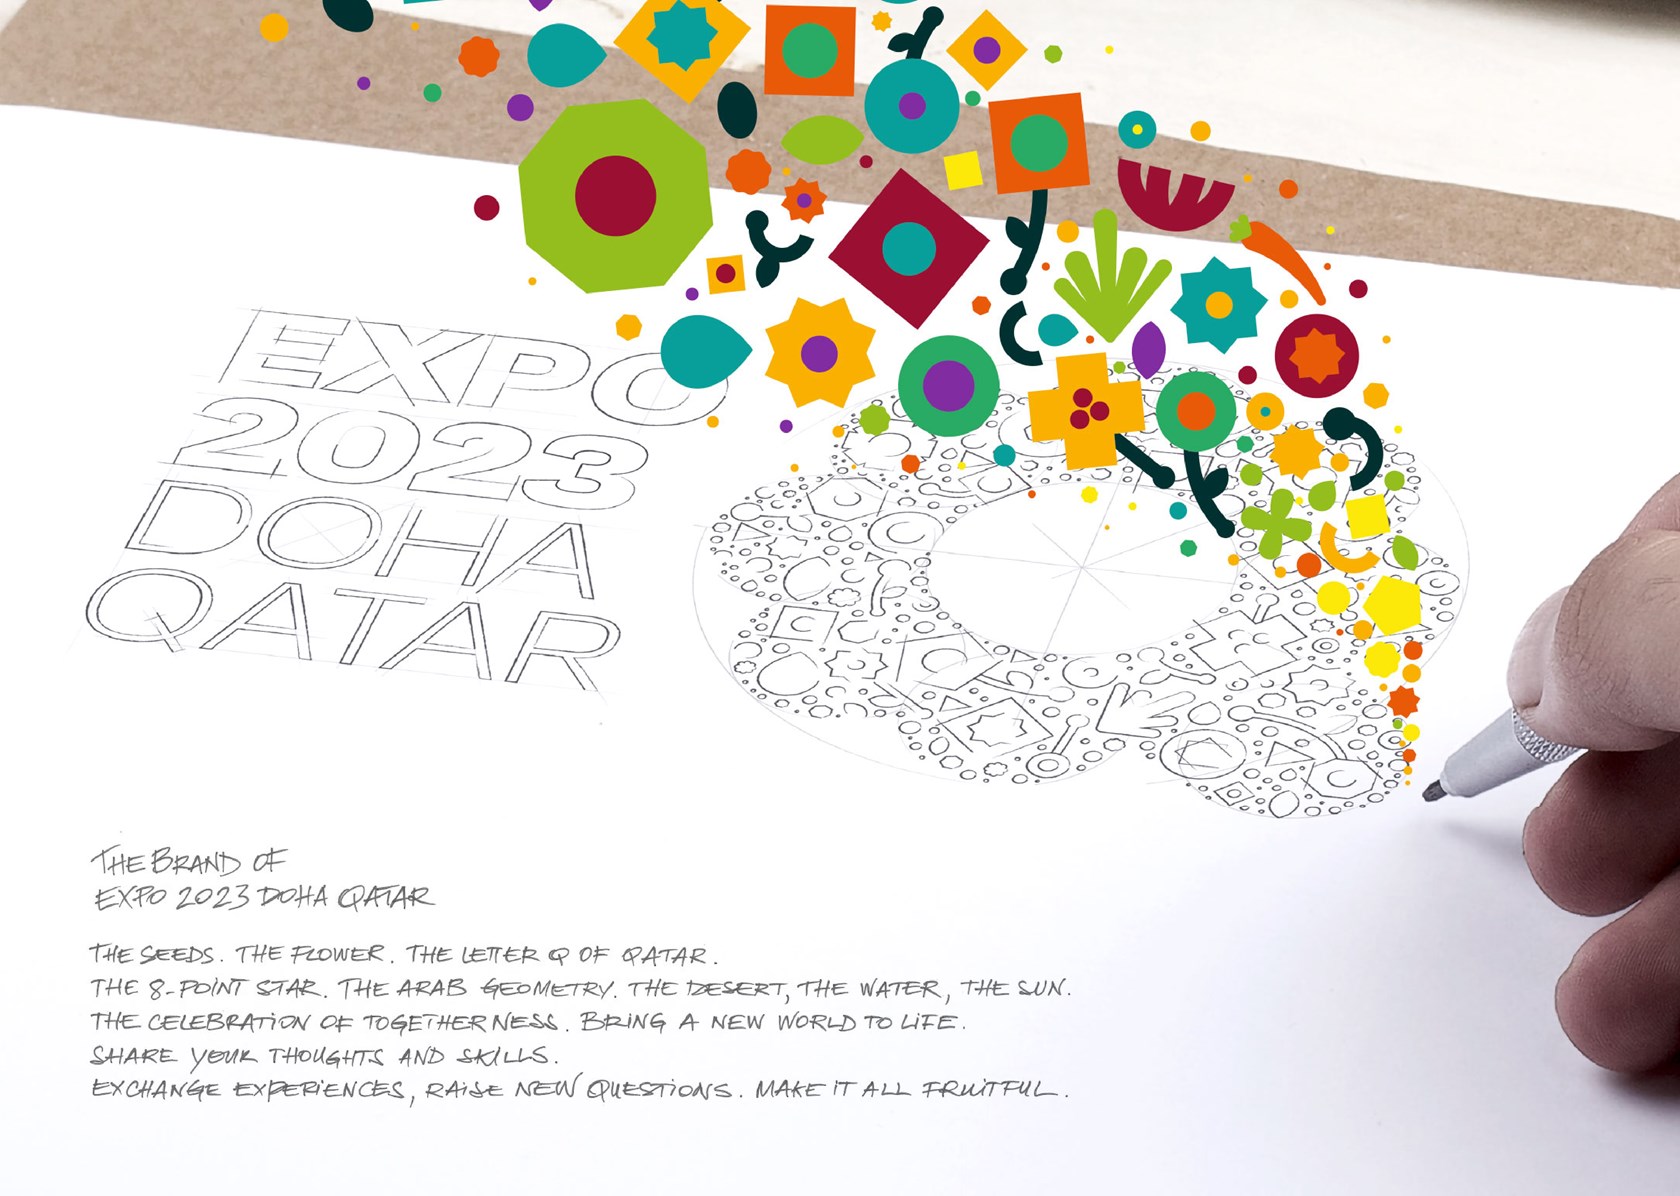 EXPO
2023
DOHA
QATAR
THE BRAND OF
EXPO 2023 DOHA QATAR
THE SEEDS. THE FLOWER. THE LETTER Q OF QATAR.
THE 8-POINT STAR. THE ARAB GEOMETRY. THE DESERT, THE WATER, THE SUN.
THE CELEBRATION OF TOGETHERNESS. BRING A NEW WORLD TO LIFE.
SHARE YOUR THOUGHTS AND SKILLS.
EXCHANGE EXPERIENCES, RAISE NEW QUESTIONS. MAKE IT ALL FRUITFUL.